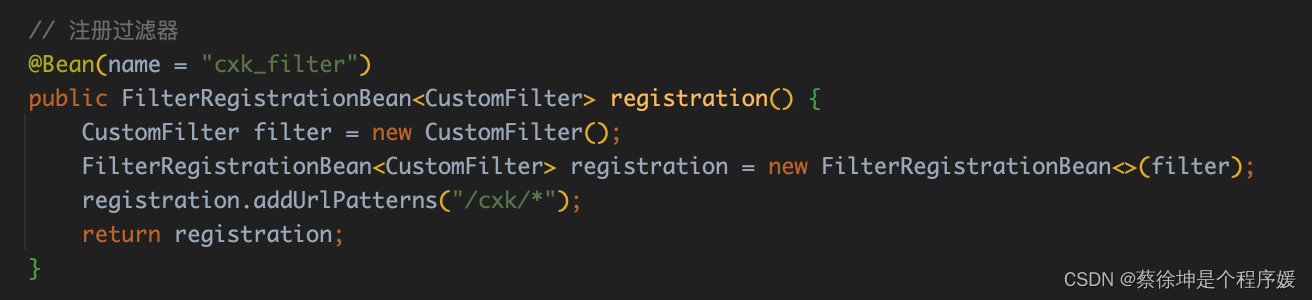 // 注册过滤器
@Bean(name = "cxk_filter")
public FilterRegistrationBean<CustomFilter> registration() {
    CustomFilter filter = new CustomFilter();
    FilterRegistrationBean<CustomFilter> registration = new FilterRegistrationBean<>(filter);
    registration.addUrlPatterns("/cxk/*");
    return registration;
}
CSDN @蔡徐坤是个程序媛